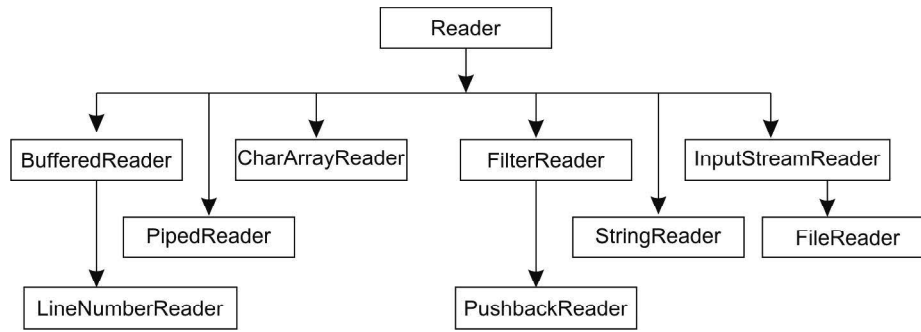 Reader
BufferedReader
CharArrayReader
FilterReader
InputStreamReader
PipedReader
StringReader
FileReader
LineNumberReader
PushbackReader